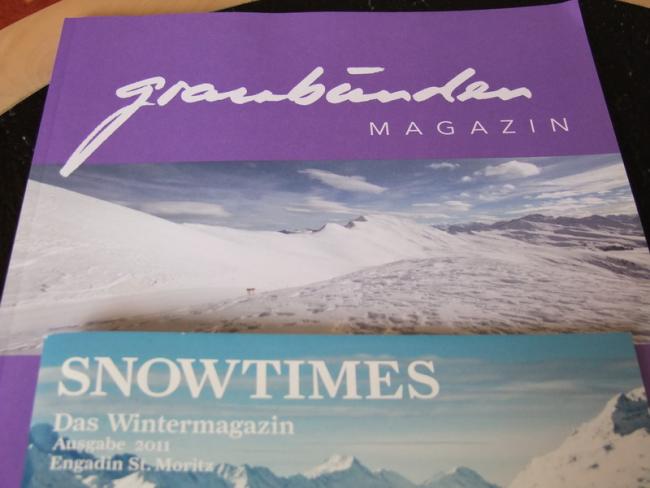 graubünden
MAGAZIN
SNOWTIMES
Das Wintermagazin
Ausgabe 2011
Engadin St. Moritz